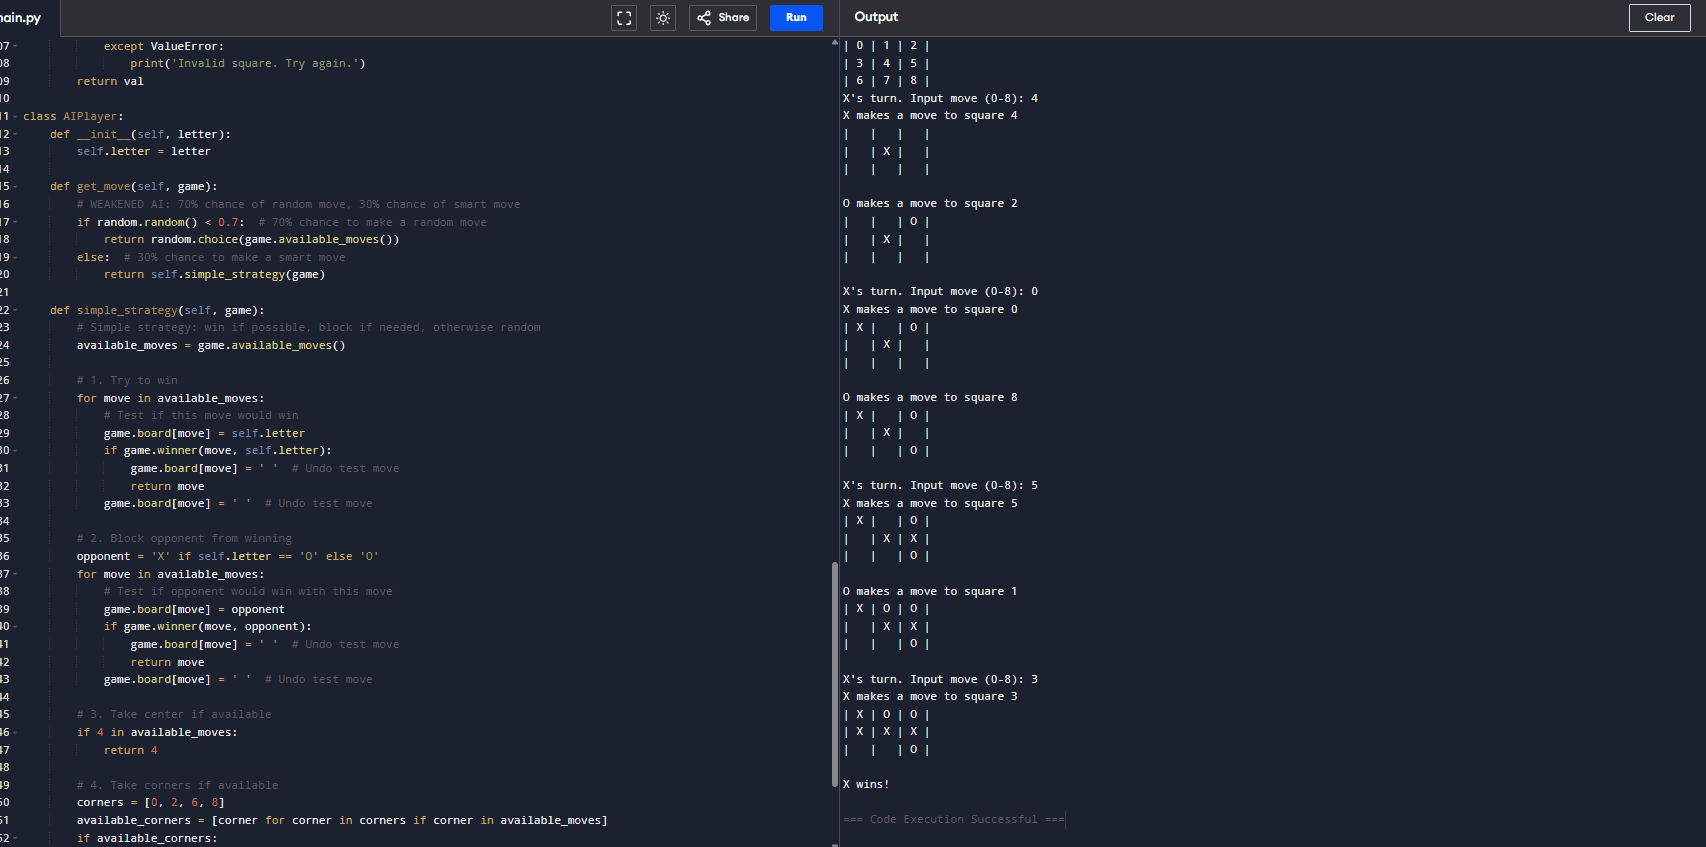 main.py
Share
Run
07 except ValueError:
08 print('Invalid square. Try again.')
09 return val
10
11 class AIPlayer:
12 def __init__(self, letter):
13 self.letter = letter
14
15 def get_move(self, game):
16 # WEAKENED AI: 70% chance of random move, 30% chance of smart move
17 if random.random() < 0.7:  # 70% chance to make a random move
18 return random.choice(game.available_moves())
19 else:  # 30% chance to make a smart move
20 return self.simple_strategy(game)
21
22 def simple_strategy(self, game):
23 # Simple strategy: win if possible, block if needed, otherwise random
24 available_moves = game.available_moves()
25
26 # 1. Try to win
27 for move in available_moves:
28 # Test if this move would win
29 game.board[move] = self.letter
30 if game.winner(move, self.letter):
31 game.board[move] = ' '  # Undo test move
32 return move
33 game.board[move] = ' '  # Undo test move
34
35 # 2. Block opponent from winning
36 opponent = 'X' if self.letter == 'O' else 'O'
37 for move in available_moves:
38 # Test if opponent would win with this move
39 game.board[move] = opponent
40 if game.winner(move, opponent):
41 game.board[move] = ' '  # Undo test move
42 return move
43 game.board[move] = ' '  # Undo test move
44
45 # 3. Take center if available
46 if 4 in available_moves:
47 return 4
48
49 # 4. Take corners if available
50 corners = [0, 2, 6, 8]
51 available_corners = [corner for corner in corners if corner in available_moves]
52 if available_corners:
Output
Clear
| 0 | 1 | 2 |
| 3 | 4 | 5 |
| 6 | 7 | 8 |
X's turn. Input move (0-8): 4
X makes a move to square 4
|   |   |   |
|   | X |   |
|   |   |   |
O makes a move to square 2
|   |   | O |
|   | X |   |
|   |   |   |
X's turn. Input move (0-8): 0
X makes a move to square 0
| X |   | O |
|   | X |   |
|   |   |   |
O makes a move to square 8
| X |   | O |
|   | X |   |
|   |   | O |
X's turn. Input move (0-8): 5
X makes a move to square 5
| X |   | O |
|   | X | X |
|   |   | O |
O makes a move to square 1
| X | O | O |
|   | X | X |
|   |   | O |
X's turn. Input move (0-8): 3
X makes a move to square 3
| X | O | O |
| X | X | X |
|   |   | O |
X wins!
=== Code Execution Successful ===